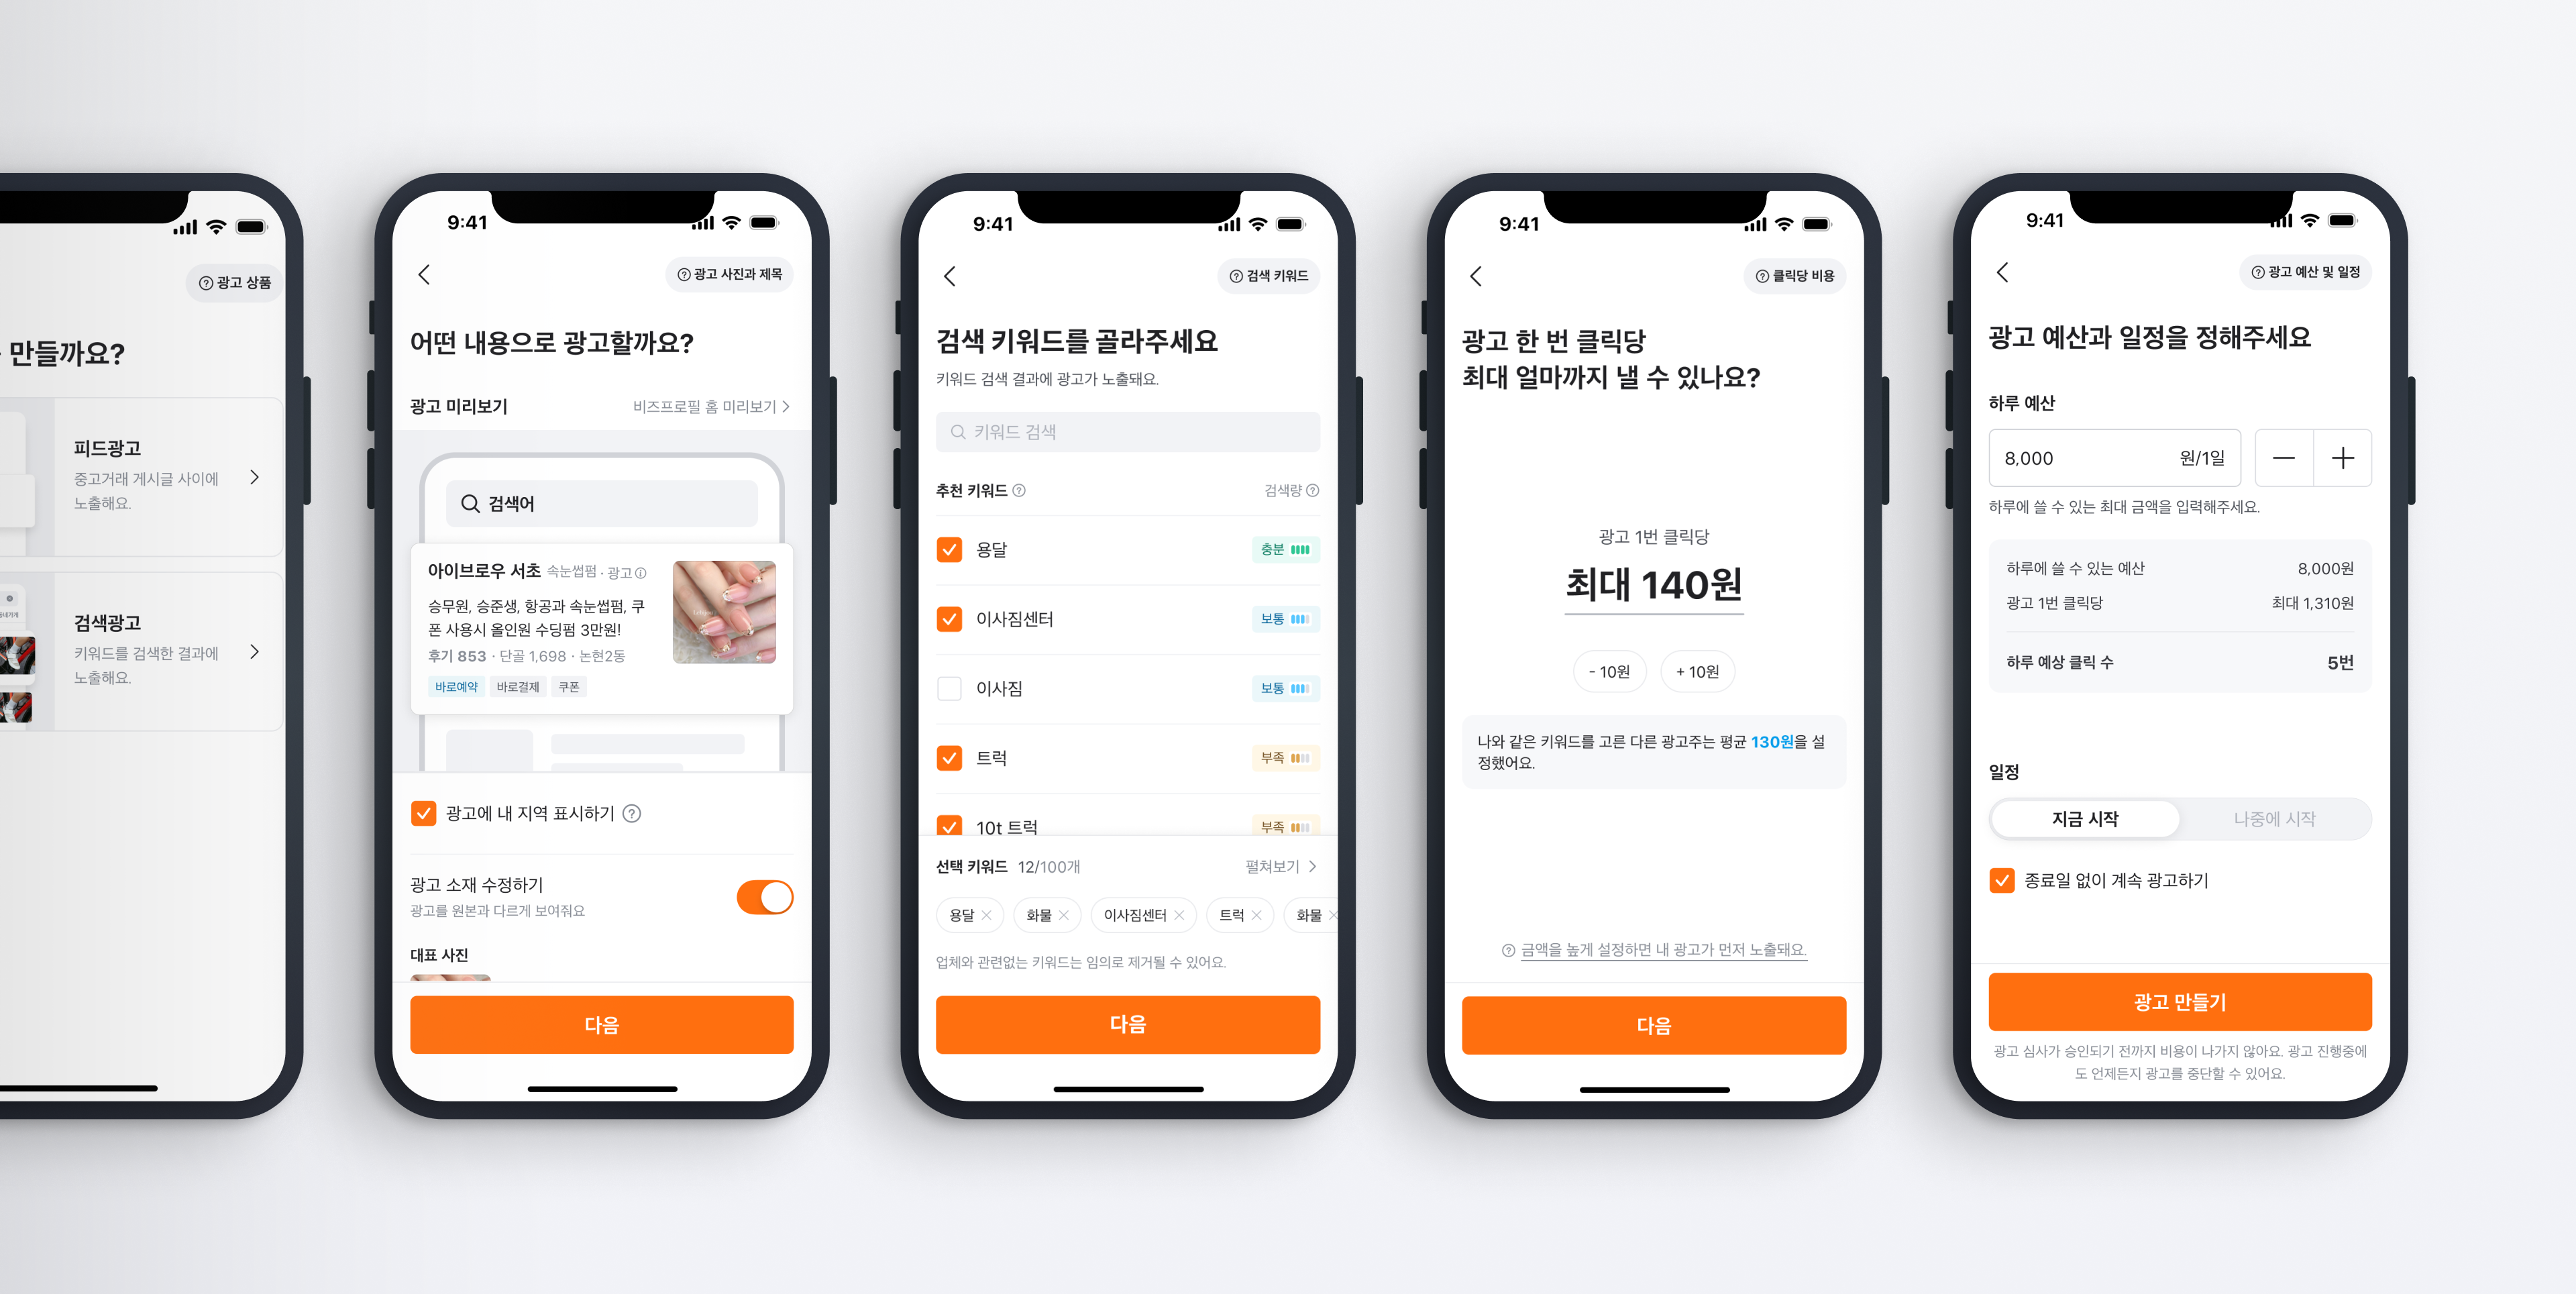 광고 상품
만들까요?
피드광고
중고거래 게시글 사이에
노출해요.
검색광고
키워드를 검색한 결과에
노출해요.
9:41
광고 사진과 제목
어떤 내용으로 광고할까요?
광고 미리보기 비즈프로필 홈 미리보기
검색어
아이브로우 서초 속눈썹펌 · 광고
승무원, 승준생, 항공과 속눈썹펌, 쿠
폰 사용시 올인원 수딩펌 3만원!
후기 853 · 단골 1,698 · 논현2동
바로예약 바로결제 쿠폰
광고에 내 지역 표시하기
광고 소재 수정하기
광고를 원본과 다르게 보여줘요
대표 사진
다음
9:41
검색 키워드
검색 키워드를 골라주세요
키워드 검색 결과에 광고가 노출돼요.
키워드 검색
추천 키워드 검색량
용달 충분
이사짐센터 보통
이사짐 보통
트럭 부족
10t 트럭 부족
선택 키워드 12/100개 펼쳐보기
용달 화물 이사짐센터 트럭 화물
업체와 관련없는 키워드는 임의로 제거될 수 있어요.
다음
9:41
클릭당 비용
광고 한 번 클릭당
최대 얼마까지 낼 수 있나요?
광고 1번 클릭당
최대 140원
- 10원 + 10원
나와 같은 키워드를 고른 다른 광고주는 평균 130원을 설
정했어요.
금액을 높게 설정하면 내 광고가 먼저 노출돼요.
다음
9:41
광고 예산 및 일정
광고 예산과 일정을 정해주세요
하루 예산
8,000 원/1일
하루에 쓸 수 있는 최대 금액을 입력해주세요.
하루에 쓸 수 있는 예산 8,000원
광고 1번 클릭당 최대 1,310원
하루 예상 클릭 수 5번
일정
지금 시작 나중에 시작
종료일 없이 계속 광고하기
광고 만들기
광고 심사가 승인되기 전까지 비용이 나가지 않아요. 광고 진행중에
도 언제든지 광고를 중단할 수 있어요.